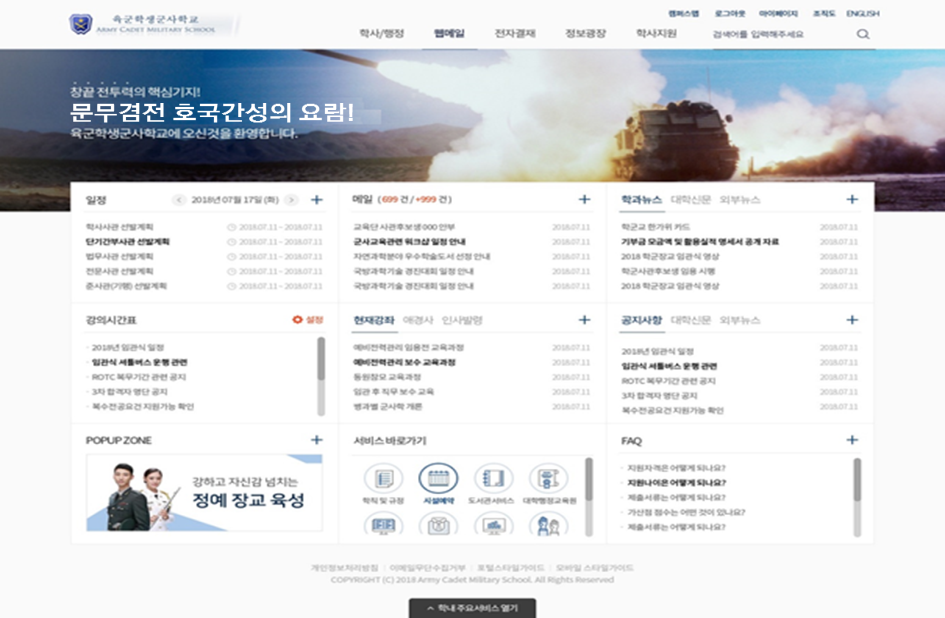 육군학생군사학교
ARMY CADET MILITARY SCHOOL
캠퍼스맵 로그아웃 마이페이지 조직도 ENGLISH
학사/행정 웹메일 전자결재 정보광장 학사지원 검색어를 입력해주세요
창끝 전투력의 핵심기지!
문무겸전 호국간성의 요람!
육군학생군사학교에 오신것을 환영합니다.
일정 2018년 07월 17일 (화)
학사사관 선발계획 2018.07.11 - 2018.07.11
단기간부사관 선발계획 2018.07.11 - 2018.07.11
법무사관 선발계획 2018.07.11 - 2018.07.11
전문사관 선발계획 2018.07.11 - 2018.07.11
준사관(기행) 선발계획 2018.07.11 - 2018.07.11
메일 ( 699 건 / +999 건 )
교육단 사관후보생 000 안부 2018.07.11
군사교육관련 워크샵 일정 안내 2018.07.11
자연과학분야 우수학술도서 선정 안내 2018.07.11
국방과학기술 경진대회 일정 안내 2018.07.11
국방과학기술 경진대회 일정 안내 2018.07.11
학과뉴스 대학신문 외부뉴스
학군교 한가위 카드 2018.07.11
기부금 모금액 및 활용실적 명세서 공개 자료 2018.07.11
2018 학군장교 임관식 영상 2018.07.11
학군사관후보생 임용 시행 2018.07.11
2018 학군장교 임관식 영상 2018.07.11
강의시간표 설정
2018년 임관식 일정
임관식 셔틀버스 운행 관련
ROTC 복무기간 관련 공지
3차 합격자 명단 공지
복수전공요건 지원가능 확인
현재강좌 애경사 인사발령
예비전력관리 임용전 교육과정 2018.07.11
예비전력관리 보수 교육과정 2018.07.11
동원참모 교육과정 2018.07.11
임관 후 직무 보수 교육 2018.07.11
병과별 군사학 개론 2018.07.11
공지사항 대학신문 외부뉴스
2018년 임관식 일정 2018.07.11
임관식 셔틀버스 운행 관련 2018.07.11
ROTC 복무기간 관련 공지 2018.07.11
3차 합격자 명단 공지 2018.07.11
복수전공요건 지원가능 확인 2018.07.11
POPUP ZONE
강하고 자신감 넘치는
정예 장교 육성
서비스 바로가기
학칙 및 규정 시설예약 도서관서비스 대학행정교육원
FAQ
지원자격은 어떻게 되나요?
지원나이은 어떻게 되나요?
제출서류는 어떻게 되나요?
가산점 점수는 어떤 것이 있나요?
제출서류는 어떻게 되나요?
개인정보처리방침 이메일무단수집거부 포털스타일가이드 모바일 스타일가이드
COPYRIGHT (C) 2018 Army Cadet Military School. All Rights Reserved
학내 주요서비스 열기